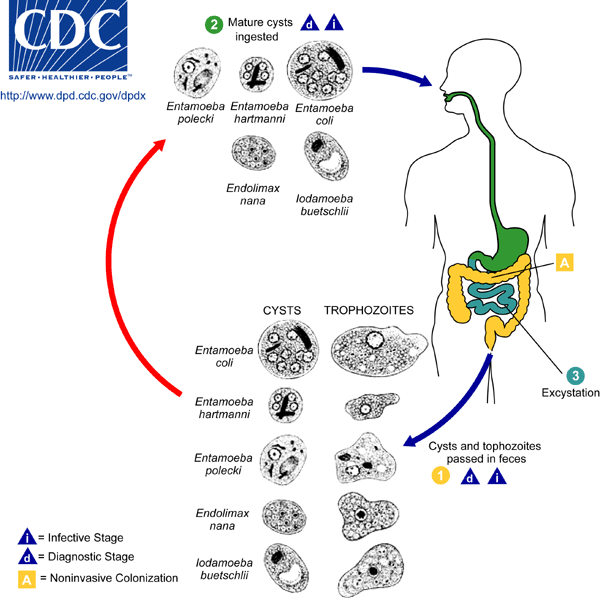 CDC
SAFER • HEALTHIER • PEOPLE™
http://www.dpd.cdc.gov/dpdx
2 Mature cysts d i
ingested
Entamoeba polecki
Entamoeba hartmanni
Entamoeba coli
Endolimax nana
Iodamoeba buetschlii
A
3
Excystation
CYSTS TROPHOZOITES
Entamoeba
coli
Entamoeba
hartmanni
Entamoeba
polecki
Endolimax
nana
Iodamoeba
buetschlii
Cysts and tophozoites
passed in feces
1 d i
i = Infective Stage
d = Diagnostic Stage
A = Noninvasive Colonization